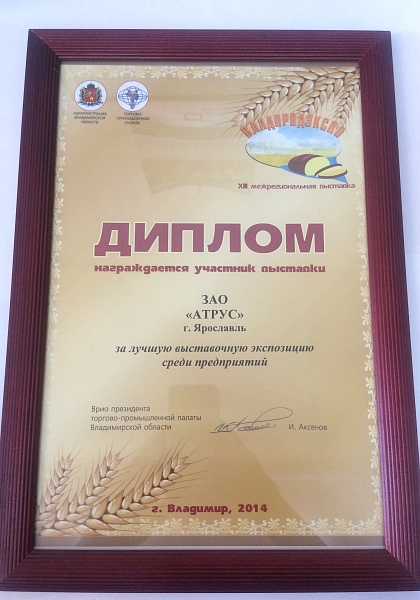 АДМИНИСТРАЦИЯ
ВЛАДИМИРСКОЙ
ОБЛАСТИ
ТОРГОВО-
ПРОМЫШЛЕННАЯ
ПАЛАТА
ВЛАДПРОДЭКСПО
XIII межрегиональная выставка
ДИПЛОМ
награждается участник выставки
ЗАО
«АТРУС»
г. Ярославль
за лучшую выставочную экспозицию
среди предприятий
Врио президента
торгово-промышленной палаты
Владимирской области
И. Аксенов
г. Владимир, 2014